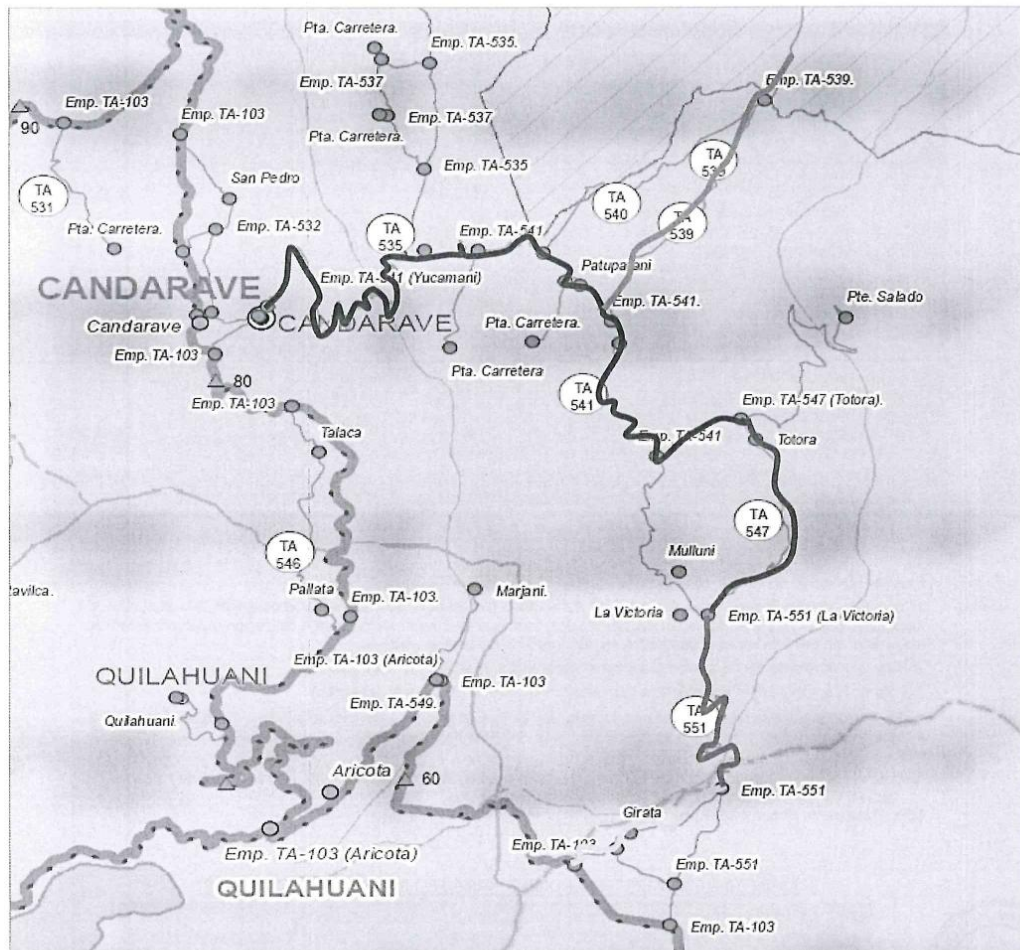 Pta. Carretera.
Emp. TA-535.
Emp. TA-103
90
Emp. TA-103
Emp. TA-537
Emp. TA-537
Pta. Carretera.
Emp. TA-539.
TA
531
San Pedro
Emp. TA-535
TA
TA
540
TA
539
Pta. Carretera.
Emp. TA-532
TA
535
Emp. TA-541
Patupatani
Emp. TA-541 (Yucamani)
CANDARAVE
Candarave
CANDARAVE
Emp. TA-541.
Pte. Salado
Pta. Carretera.
Emp. TA-103
Pta. Carretera
80
Emp. TA-103
TA
541
Emp. TA-547 (Totora).
Talaca
Emp. TA-541
Totora
TA
547
TA
546
Mulluni
Pallata
Emp. TA-103.
Marjani.
La Victoria
Emp. TA-551 (La Victoria)
Emp. TA-103 (Aricota)
QUILAHUANI
Emp. TA-103
Emp. TA-549.
Quilahuani.
TA
551
Aricota
60
Emp. TA-551
Girata
Emp. TA-103 (Aricota)
QUILAHUANI
Emp. TA-551
Emp. TA-103